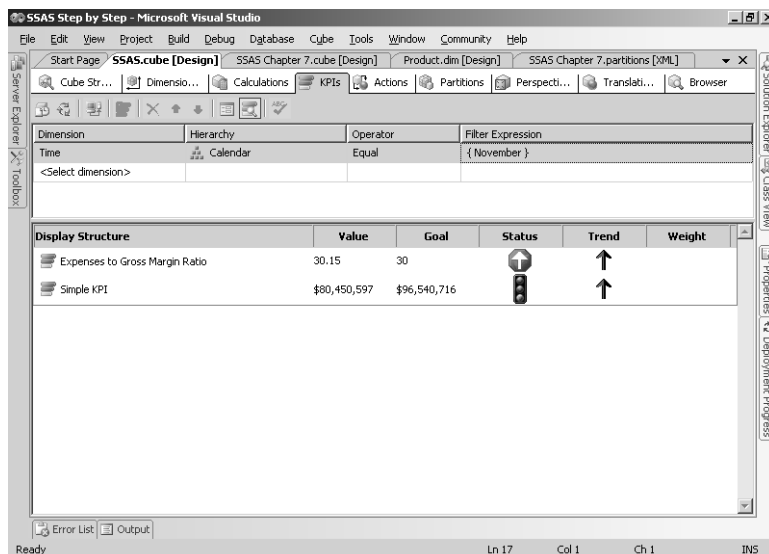 SSAS Step by Step - Microsoft Visual Studio
File Edit View Project Build Debug Database Cube Tools Window Community Help
Start Page SSAS.cube [Design] SSAS Chapter 7.cube [Design] Product.dim [Design] SSAS Chapter 7.partitions [XML]
Cube Str... Dimensio... Calculations KPIs Actions Partitions Perspecti... Translati... Browser
Server Explorer
Toolbox
Solution Explorer
Class View
Properties
Deployment Progress
Dimension Hierarchy Operator Filter Expression
Time Calendar Equal { November }
<Select dimension>
Display Structure Value Goal Status Trend Weight
Expenses to Gross Margin Ratio 30.15 30
Simple KPI $80,450,597 $96,540,716
Error List Output
Ready Ln 17 Col 1 Ch 1 INS